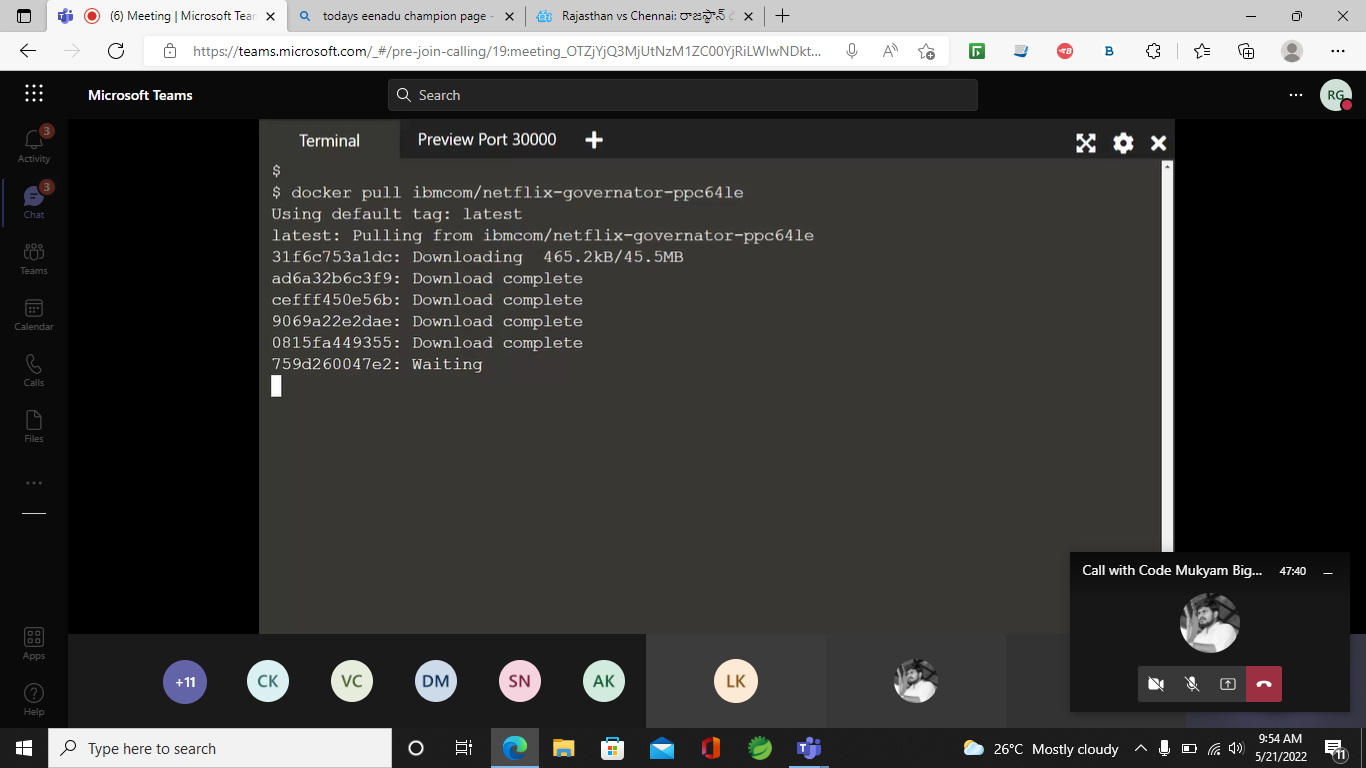 (6) Meeting | Microsoft Tean
todays eenadu champion page -
Rajasthan vs Chennai: రాజస్థాన్
https://teams.microsoft.com/_#/pre-join-calling/19:meeting_OTZjYjQ3MjUtNzM1ZC00YjRiLWIwNDkt...
Microsoft Teams
Search
RG
3
Activity
3
Chat
Teams
Calendar
Calls
Files
Apps
Help
Terminal
Preview Port 30000
$
$ docker pull ibmcom/netflix-governator-ppc64le
Using default tag: latest
latest: Pulling from ibmcom/netflix-governator-ppc64le
31f6c753a1dc: Downloading 465.2kB/45.5MB
ad6a32b6c3f9: Download complete
cefff450e56b: Download complete
9069a22e2dae: Download complete
0815fa449355: Download complete
759d260047e2: Waiting
Call with Code Mukyam Big...
47:40
+11
CK
VC
DM
SN
AK
LK
Type here to search
26°C Mostly cloudy
9:54 AM
5/21/2022
11